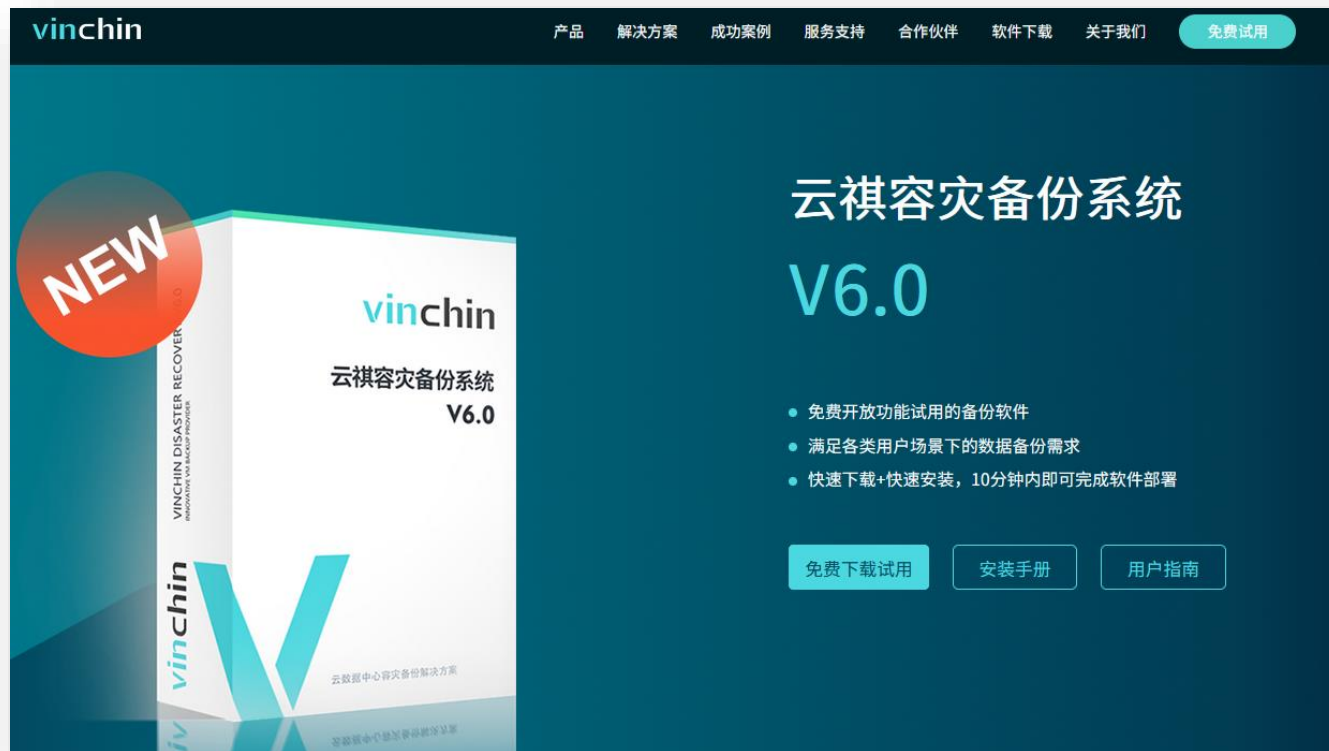 vinchin
产品 解决方案 成功案例 服务支持 合作伙伴 软件下载 关于我们 免费试用
云祺容灾备份系统
V6.0
免费开放功能试用的备份软件
满足各类用户场景下的数据备份需求
快速下载+快速安装，10分钟内即可完成软件部署
免费下载试用 安装手册 用户指南
NEW
vinchin
云祺容灾备份系统
V6.0
云数据中心容灾备份解决方案
VINCHIN DISASTER RECOVER
INNOVATIVE VM BACKUP PROVIDER
vinchin